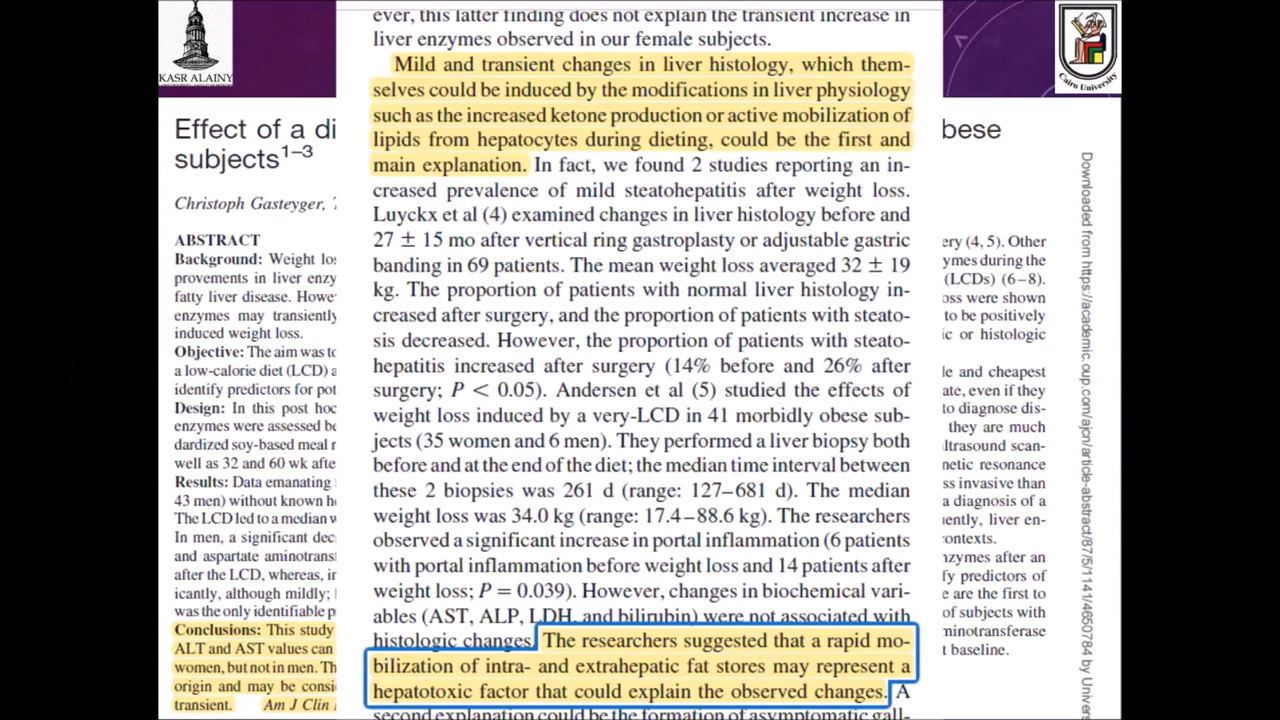 KASR ALAINY
Cairo University
Effect of a di
subjects1–3
Christoph Gasteyger,
ABSTRACT
Background: Weight los
provements in liver enzy
fatty liver disease. Howe
enzymes may transiently
induced weight loss.
Objective: The aim was to
a low-calorie diet (LCD) a
identify predictors for pot
Design: In this post hoc
enzymes were assessed be
dardized soy-based meal r
well as 32 and 60 wk afte
Results: Data emanating
43 men) without known he
The LCD led to a median w
In men, a significant dec
and aspartate aminotrans
after the LCD, whereas, in
icantly, although mildly;
was the only identifiable p
Conclusions: This study
ALT and AST values can
women, but not in men. Th
origin and may be consi
transient. Am J Clin
ever, this latter finding does not explain the transient increase in
liver enzymes observed in our female subjects.
Mild and transient changes in liver histology, which them-
selves could be induced by the modifications in liver physiology
such as the increased ketone production or active mobilization of
lipids from hepatocytes during dieting, could be the first and
main explanation. In fact, we found 2 studies reporting an in-
creased prevalence of mild steatohepatitis after weight loss.
Luyckx et al (4) examined changes in liver histology before and
27 ± 15 mo after vertical ring gastroplasty or adjustable gastric
banding in 69 patients. The mean weight loss averaged 32 ± 19
kg. The proportion of patients with normal liver histology in-
creased after surgery, and the proportion of patients with steato-
sis decreased. However, the proportion of patients with steato-
hepatitis increased after surgery (14% before and 26% after
surgery; P < 0.05). Andersen et al (5) studied the effects of
weight loss induced by a very-LCD in 41 morbidly obese sub-
jects (35 women and 6 men). They performed a liver biopsy both
before and at the end of the diet; the median time interval between
these 2 biopsies was 261 d (range: 127–681 d). The median
weight loss was 34.0 kg (range: 17.4–88.6 kg). The researchers
observed a significant increase in portal inflammation (6 patients
with portal inflammation before weight loss and 14 patients after
weight loss; P = 0.039). However, changes in biochemical vari-
ables (AST, ALP, LDH, and bilirubin) were not associated with
histologic changes. The researchers suggested that a rapid mo-
bilization of intra- and extrahepatic fat stores may represent a
hepatotoxic factor that could explain the observed changes. A
second explanation could be the formation of asymptomatic gall-
bese
ery (4, 5). Other
ymes during the
(LCDs) (6–8).
oss were shown
to be positively
ic or histologic
le and cheapest
ate, even if they
to diagnose dis-
they are much
ltrasound scan-
netic resonance
ss invasive than
a diagnosis of a
uently, liver en-
contexts.
nzymes after an
fy predictors of
e are the first to
of subjects with
minotransferase
t baseline.
Downloaded from https://academic.oup.com/ajcn/article-abstract/87/5/1141/4650784 by Univers